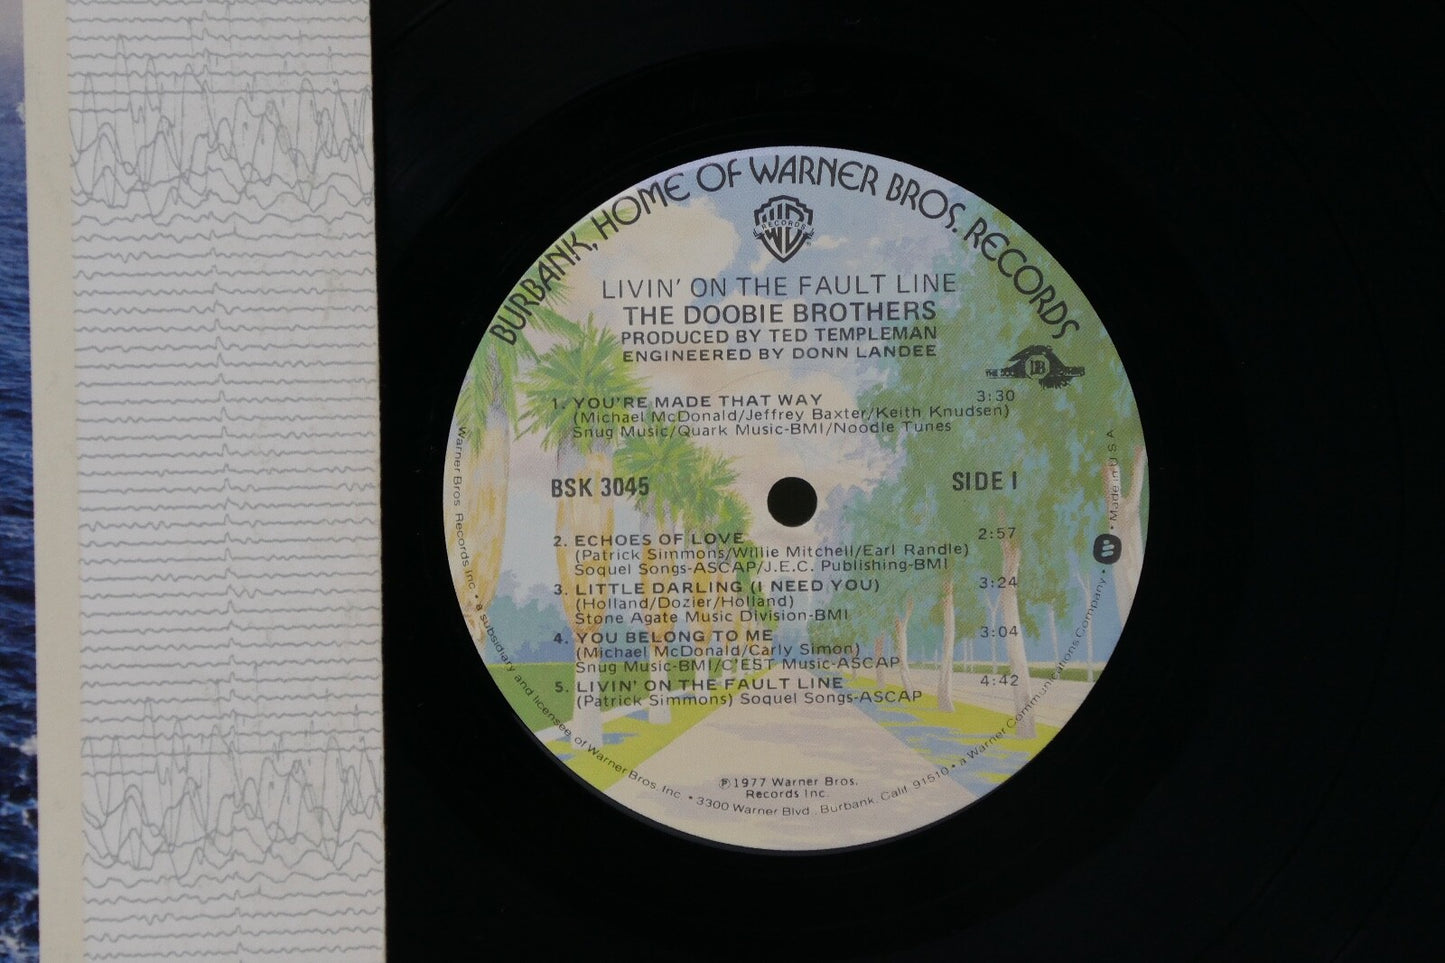 BURBANK, HOME OF WARNER BROS. RECORDS
W
RECORDS
LIVIN' ON THE FAULT LINE
THE DOOBIE BROTHERS
PRODUCED BY TED TEMPLEMAN
ENGINEERED BY DONN LANDEE
THE
1. YOU'RE MADE THAT WAY 3:30
(Michael McDonald/Jeffrey Baxter/Keith Knudsen)
Snug Music/Quark Music-BMI/Noodle Tunes
BSK 3045 SIDE I
2. ECHOES OF LOVE 2:57
(Patrick Simmons/Willie Mitchell/Earl Randle)
Soquel Songs-ASCAP/J.E.C. Publishing-BMI
3. LITTLE DARLING (I NEED YOU) 3:24
(Holland/Dozier/Holland)
Stone Agate Music Division-BMI
4. YOU BELONG TO ME 3:04
(Michael McDonald/Carly Simon)
Snug Music-BMI/C'EST Music-ASCAP
5. LIVIN' ON THE FAULT LINE 4:42
(Patrick Simmons) Soquel Songs-ASCAP
℗1977 Warner Bros.
Records Inc.
Warner Bros. Records Inc. • a subsidiary and licensee of Warner Bros. Inc. • 3300 Warner Blvd., Burbank, Calif. 91510 • a Warner Communications Company • Made in U.S.A.